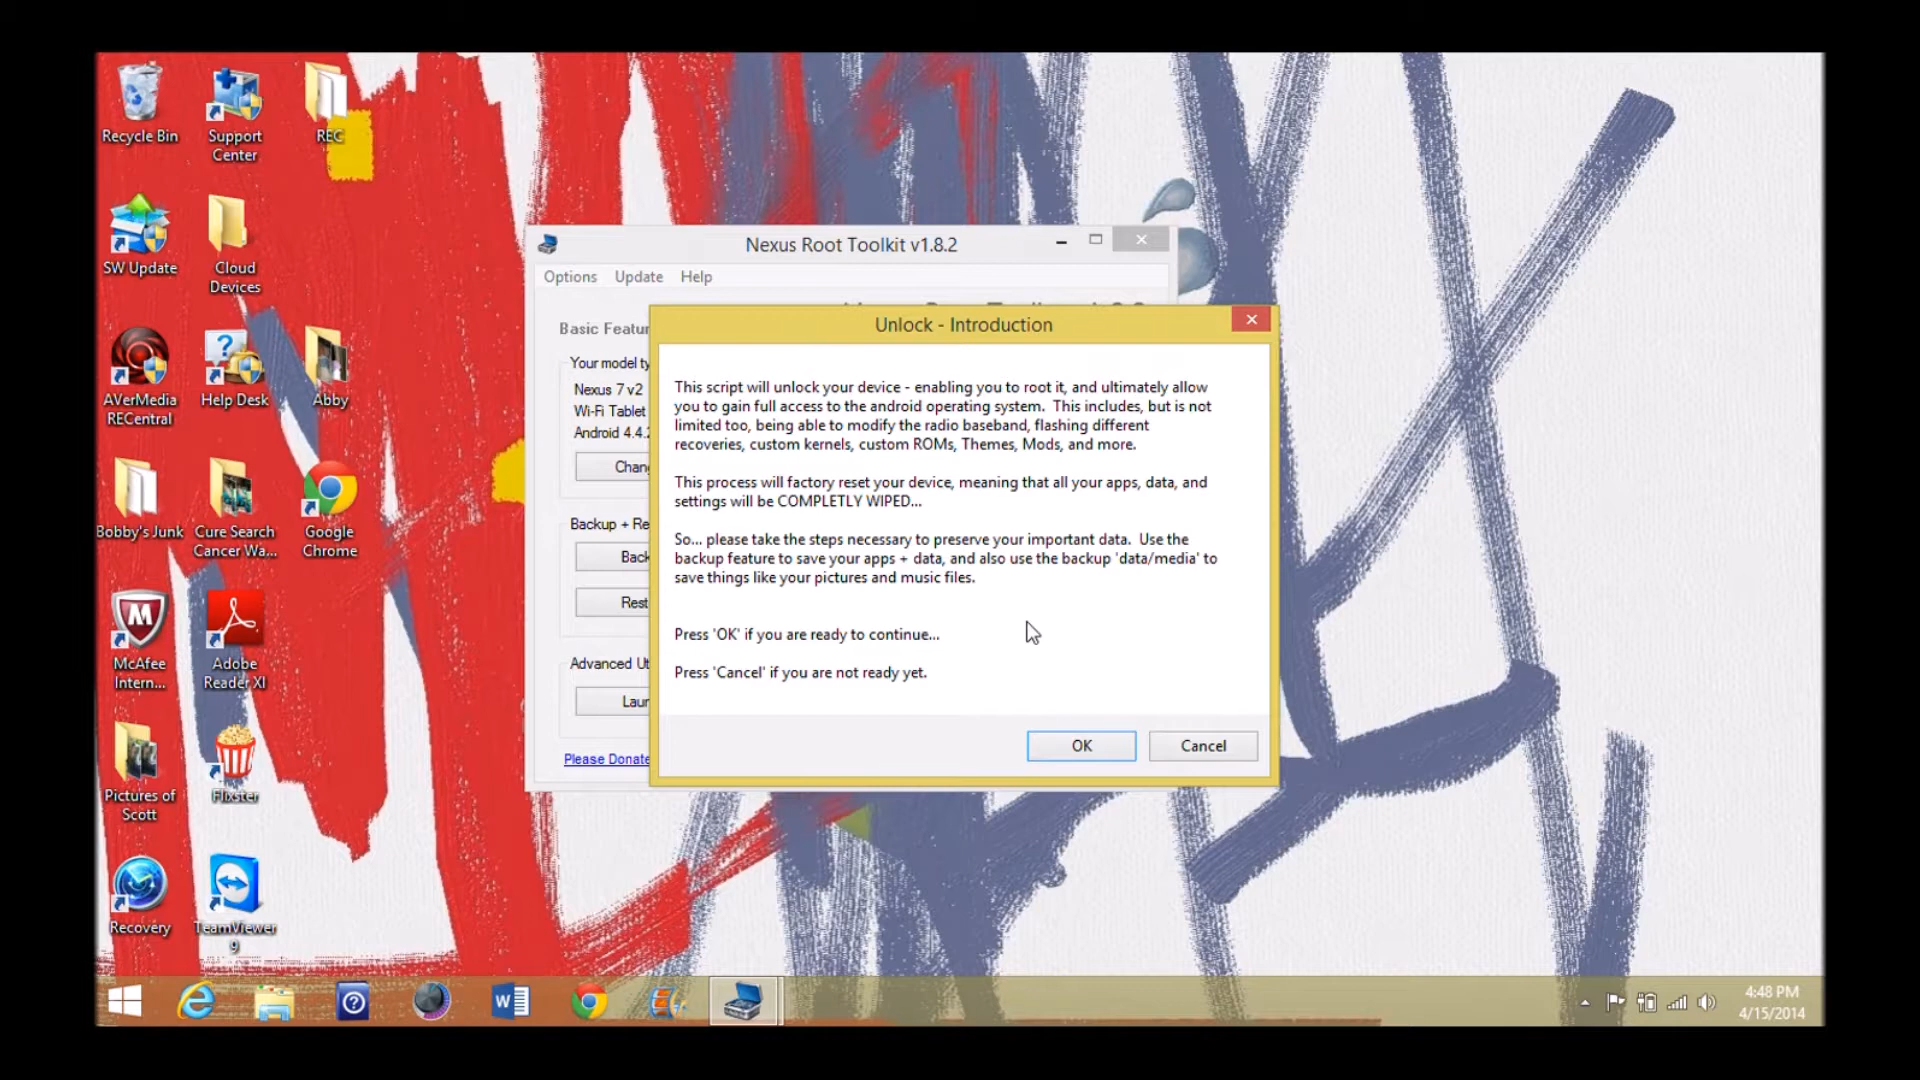 Recycle Bin
Support
Center
REC
SW Update
Cloud
Devices
AVerMedia
RECentral
Help Desk
Abby
Bobby's Junk
Cure Search
Cancer Wa...
Google
Chrome
McAfee
Intern...
Adobe
Reader XI
Pictures of
Scott
Flixster
Recovery
TeamViewer
9
Nexus Root Toolkit v1.8.2
Options Update Help
Basic Featur
Your model ty
Nexus 7 v2
Wi-Fi Tablet
Android 4.4.2
Chan
Backup + Re
Back
Rest
Advanced Ut
Laun
Please Donate
Unlock - Introduction
This script will unlock your device - enabling you to root it, and ultimately allow
you to gain full access to the android operating system. This includes, but is not
limited too, being able to modify the radio baseband, flashing different
recoveries, custom kernels, custom ROMs, Themes, Mods, and more.
This process will factory reset your device, meaning that all your apps, data, and
settings will be COMPLETLY WIPED...
So... please take the steps necessary to preserve your important data. Use the
backup feature to save your apps + data, and also use the backup 'data/media' to
save things like your pictures and music files.
Press 'OK' if you are ready to continue...
Press 'Cancel' if you are not ready yet.
OK Cancel
4:48 PM
4/15/2014